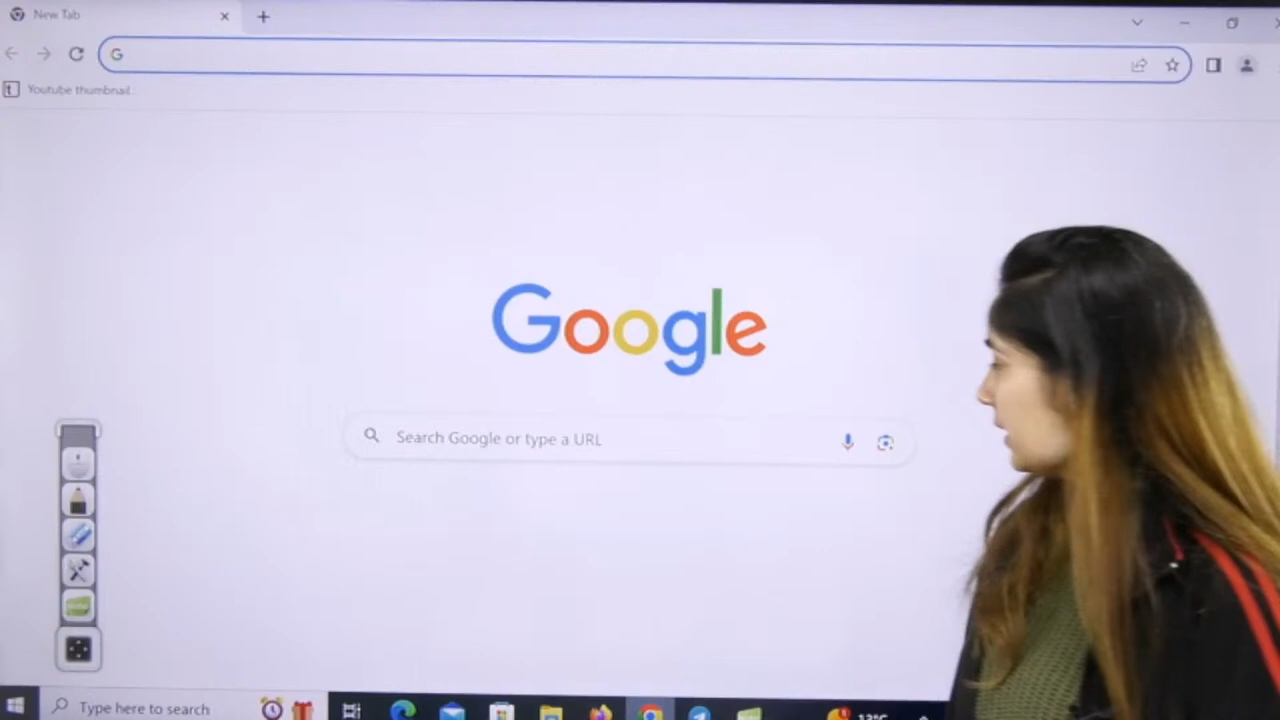 New Tab
Youtube thumbnail
Google
Search Google or type a URL
Type here to search